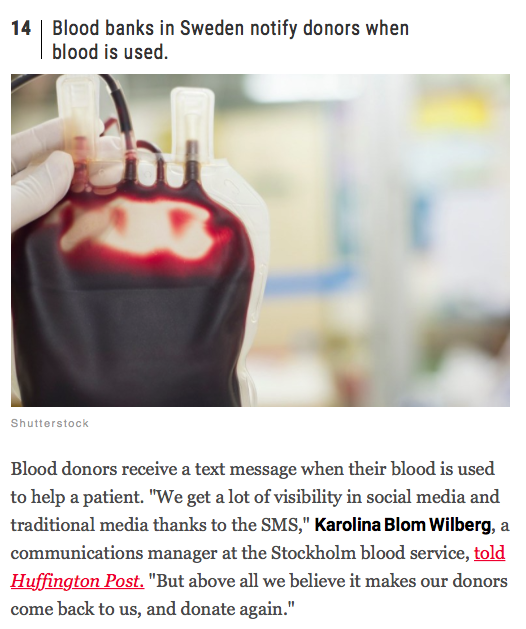 14 Blood banks in Sweden notify donors when
blood is used.
Shutterstock
Blood donors receive a text message when their blood is used
to help a patient. "We get a lot of visibility in social media and
traditional media thanks to the SMS," Karolina Blom Wilberg, a
communications manager at the Stockholm blood service, told
Huffington Post. "But above all we believe it makes our donors
come back to us, and donate again."